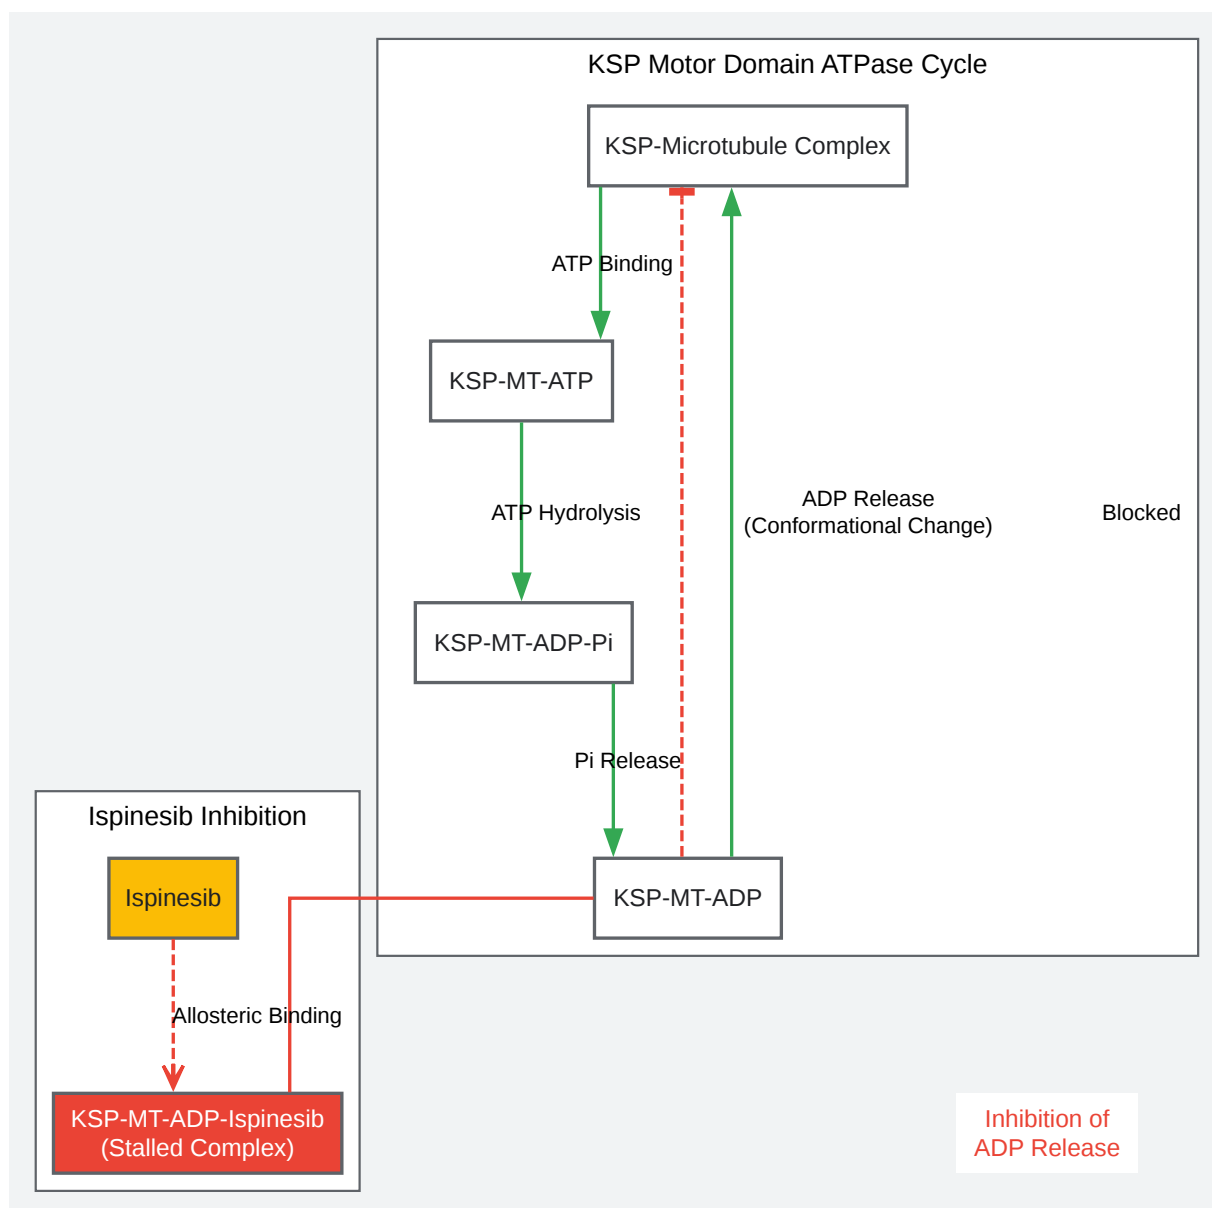 KSP Motor Domain ATPase Cycle
KSP-Microtubule Complex
ATP Binding
KSP-MT-ATP
ATP Hydrolysis
ADP Release
(Conformational Change)
Blocked
KSP-MT-ADP-Pi
Pi Release
KSP-MT-ADP
Ispinesib Inhibition
Ispinesib
Allosteric Binding
KSP-MT-ADP-Ispinesib
(Stalled Complex)
Inhibition of
ADP Release